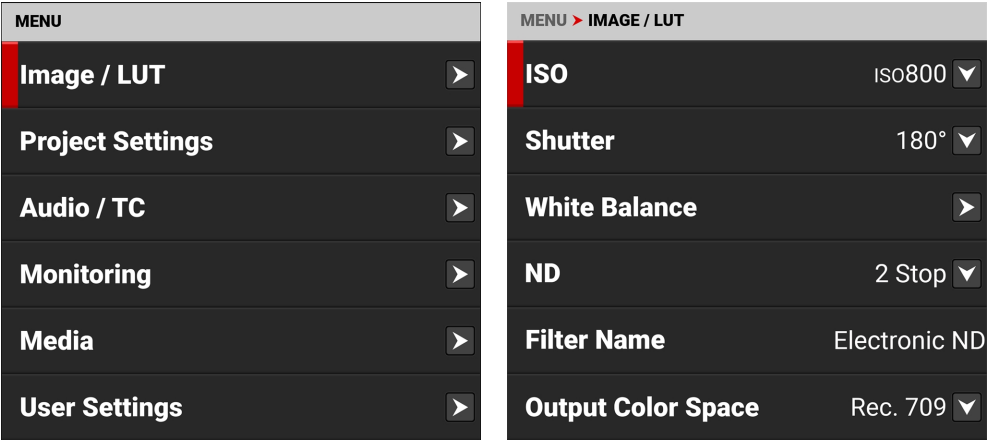 MENU
Image / LUT
Project Settings
Audio / TC
Monitoring
Media
User Settings
MENU ➤ IMAGE / LUT
ISO ISO800
Shutter 180°
White Balance
ND 2 Stop
Filter Name Electronic ND
Output Color Space Rec. 709